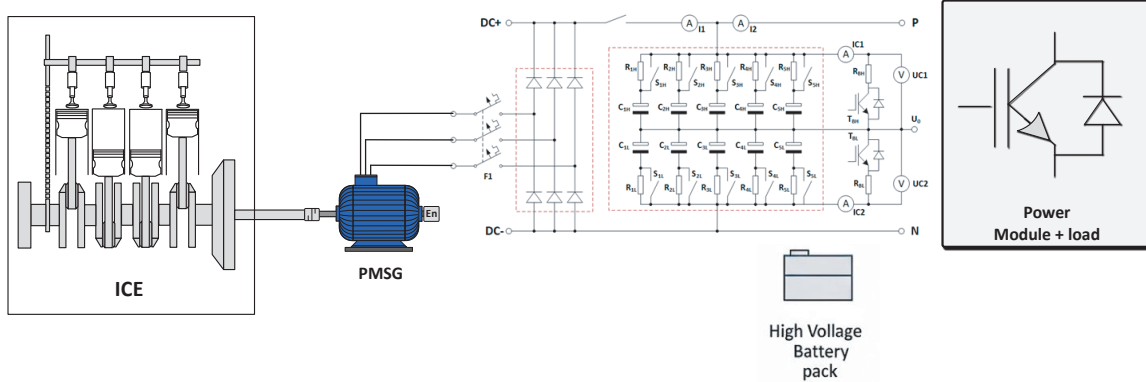 DC+
I1
I2
P
IC1
R1H
R2H
R3H
R4H
R5H
S1H
S2H
S3H
S4H
S5H
RBH
UC1
C1H
C2H
C3H
C4H
C5H
TBH
U0
C1L
C2L
C3L
C4L
C5L
TBL
S1L
S2L
S3L
S4L
S5L
R1L
R2L
R3L
R4L
R5L
RBL
UC2
IC2
F1
DC-
N
A
A
A
A
V
V
En
ICE
PMSG
Power
Module + load
High Vollage
Battery
pack